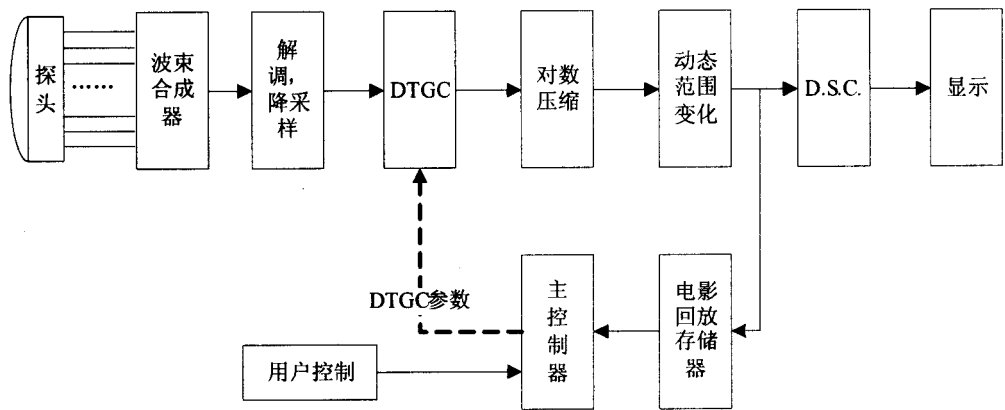 探
头
……
波束
合成
器
解
调,
降采
样
DTGC
对数
压缩
动态
范围
变化
D.S.C.
显示
DTGC参数
主
控
制
器
电影
回放
存储
器
用户控制